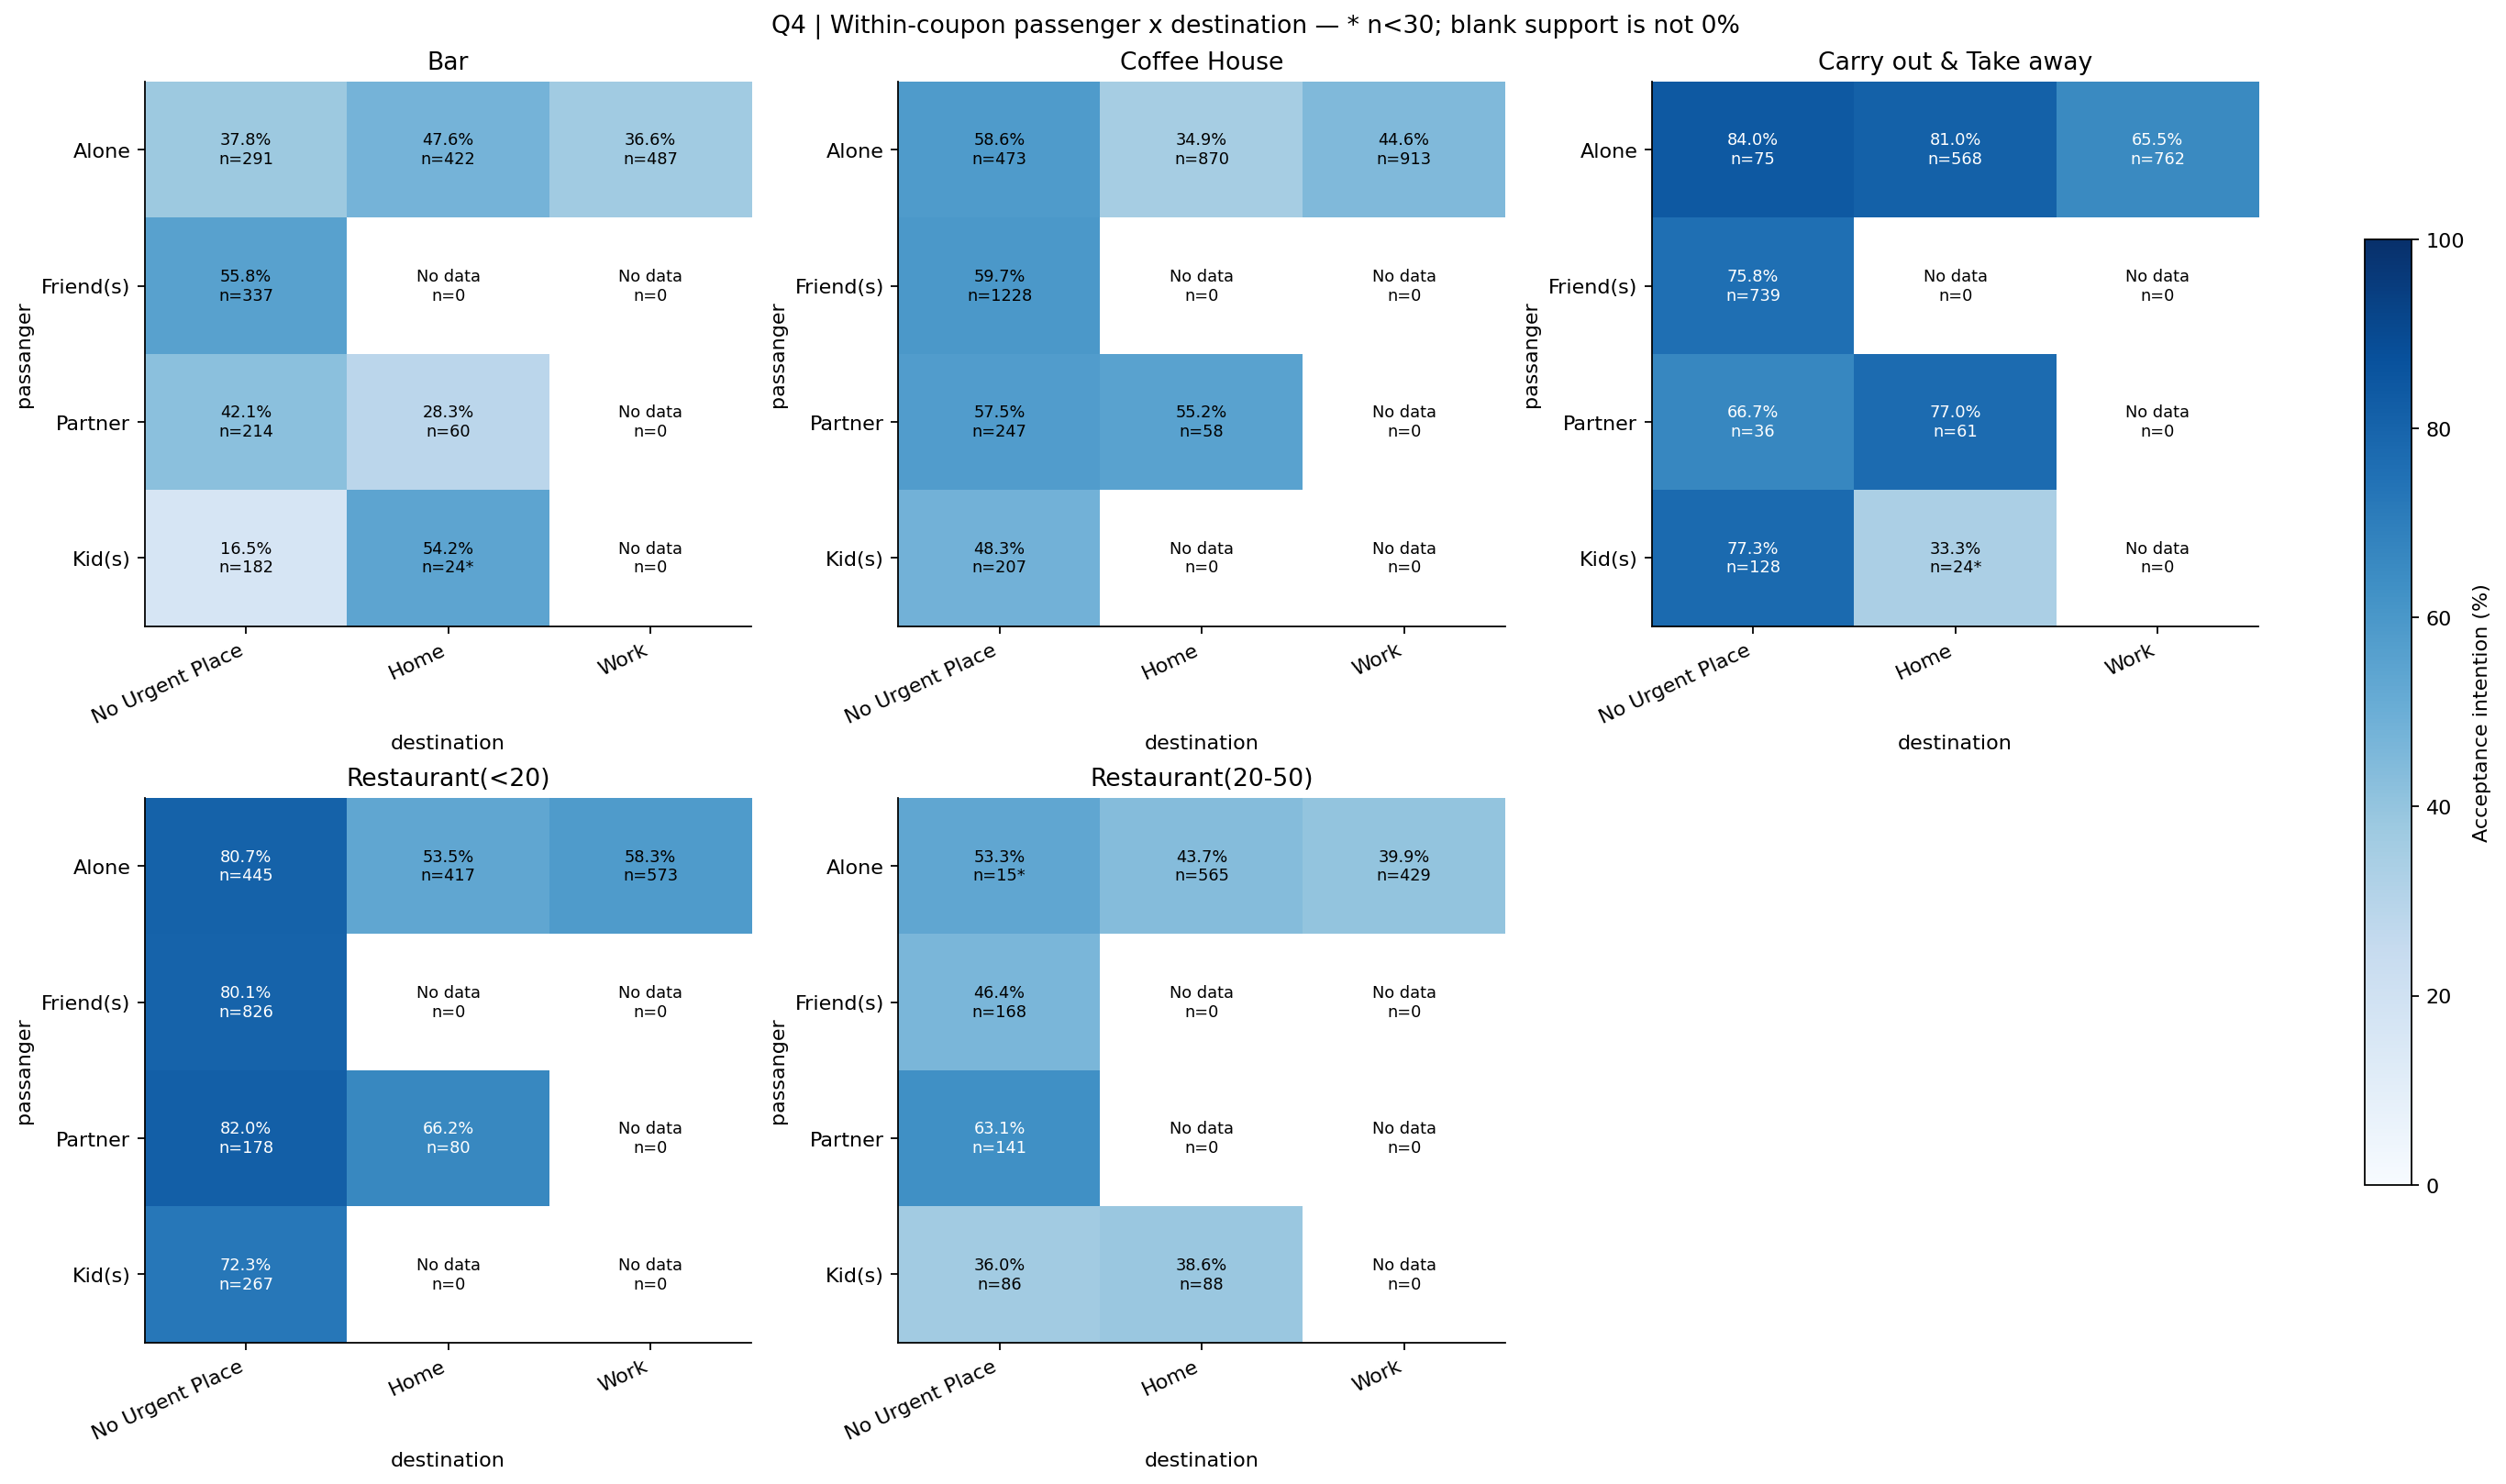 Q4 | Within-coupon passenger x destination — * n<30; blank support is not 0%
Bar
passanger
Alone
37.8%
n=291
47.6%
n=422
36.6%
n=487
Friend(s)
55.8%
n=337
No data
n=0
No data
n=0
Partner
42.1%
n=214
28.3%
n=60
No data
n=0
Kid(s)
16.5%
n=182
54.2%
n=24*
No data
n=0
No Urgent Place
Home
Work
destination
Coffee House
passanger
Alone
58.6%
n=473
34.9%
n=870
44.6%
n=913
Friend(s)
59.7%
n=1228
No data
n=0
No data
n=0
Partner
57.5%
n=247
55.2%
n=58
No data
n=0
Kid(s)
48.3%
n=207
No data
n=0
No data
n=0
No Urgent Place
Home
Work
destination
Carry out & Take away
passanger
Alone
84.0%
n=75
81.0%
n=568
65.5%
n=762
Friend(s)
75.8%
n=739
No data
n=0
No data
n=0
Partner
66.7%
n=36
77.0%
n=61
No data
n=0
Kid(s)
77.3%
n=128
33.3%
n=24*
No data
n=0
No Urgent Place
Home
Work
destination
Restaurant(<20)
passanger
Alone
80.7%
n=445
53.5%
n=417
58.3%
n=573
Friend(s)
80.1%
n=826
No data
n=0
No data
n=0
Partner
82.0%
n=178
66.2%
n=80
No data
n=0
Kid(s)
72.3%
n=267
No data
n=0
No data
n=0
No Urgent Place
Home
Work
destination
Restaurant(20-50)
passanger
Alone
53.3%
n=15*
43.7%
n=565
39.9%
n=429
Friend(s)
46.4%
n=168
No data
n=0
No data
n=0
Partner
63.1%
n=141
No data
n=0
No data
n=0
Kid(s)
36.0%
n=86
38.6%
n=88
No data
n=0
No Urgent Place
Home
Work
destination
100
80
60
40
20
0
Acceptance intention (%)